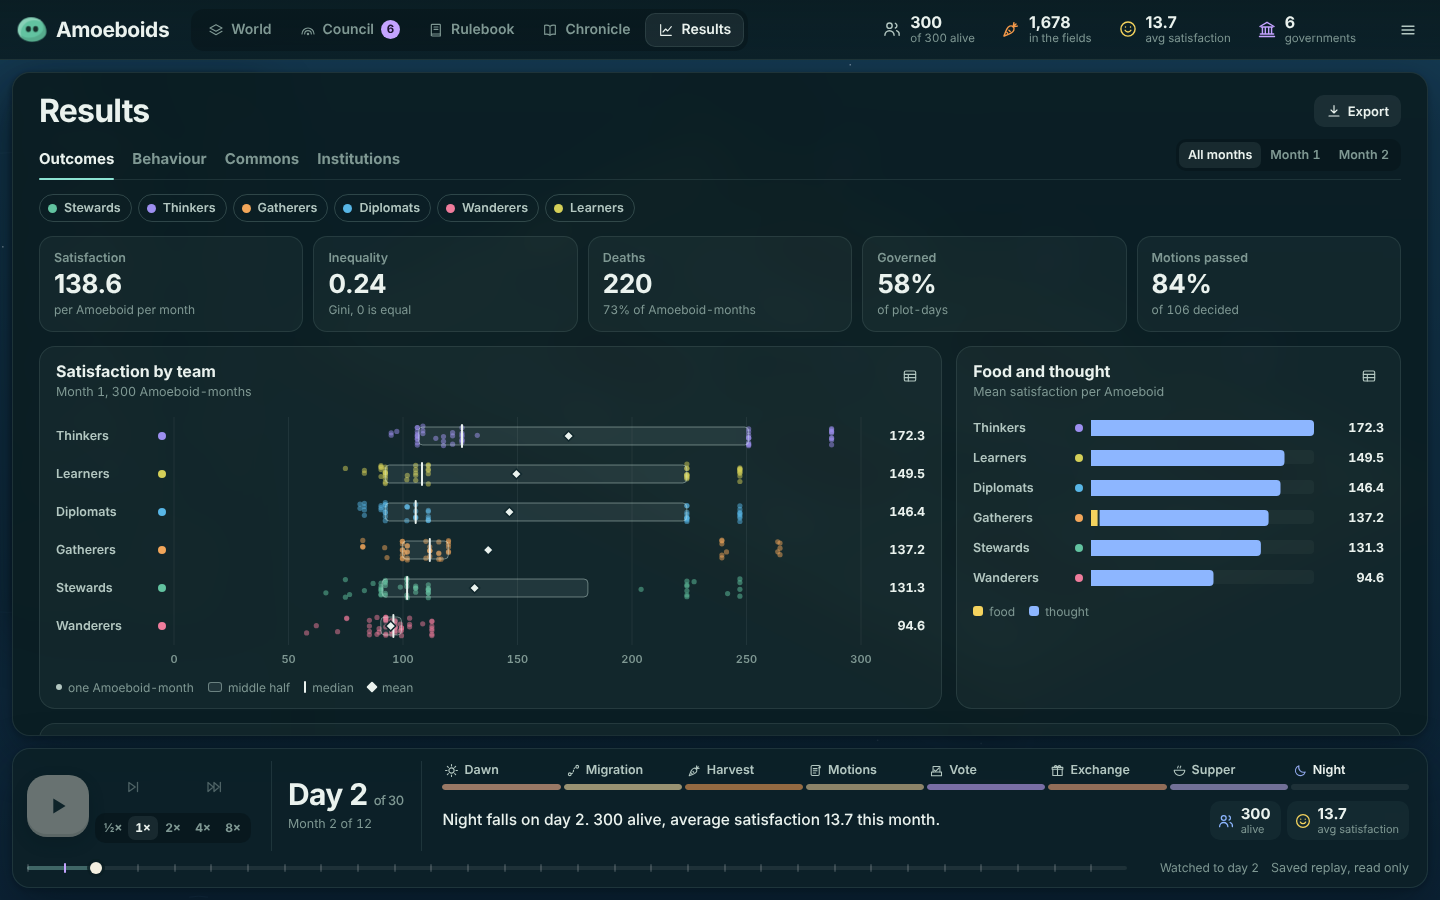 Amoeboids
World
Council 6
Rulebook
Chronicle
Results
300
of 300 alive
1,678
in the fields
13.7
avg satisfaction
6
governments
Results
Export
Outcomes
Behaviour
Commons
Institutions
All months
Month 1
Month 2
Stewards
Thinkers
Gatherers
Diplomats
Wanderers
Learners
Satisfaction
138.6
per Amoeboid per month
Inequality
0.24
Gini, 0 is equal
Deaths
220
73% of Amoeboid-months
Governed
58%
of plot-days
Motions passed
84%
of 106 decided
Satisfaction by team
Month 1, 300 Amoeboid-months
Thinkers 172.3
Learners 149.5
Diplomats 146.4
Gatherers 137.2
Stewards 131.3
Wanderers 94.6
0 50 100 150 200 250 300
one Amoeboid-month middle half median mean
Food and thought
Mean satisfaction per Amoeboid
Thinkers 172.3
Learners 149.5
Diplomats 146.4
Gatherers 137.2
Stewards 131.3
Wanderers 94.6
food thought
½× 1× 2× 4× 8×
Day 2 of 30
Month 2 of 12
Dawn
Migration
Harvest
Motions
Vote
Exchange
Supper
Night
Night falls on day 2. 300 alive, average satisfaction 13.7 this month.
300
alive
13.7
avg satisfaction
Watched to day 2 Saved replay, read only